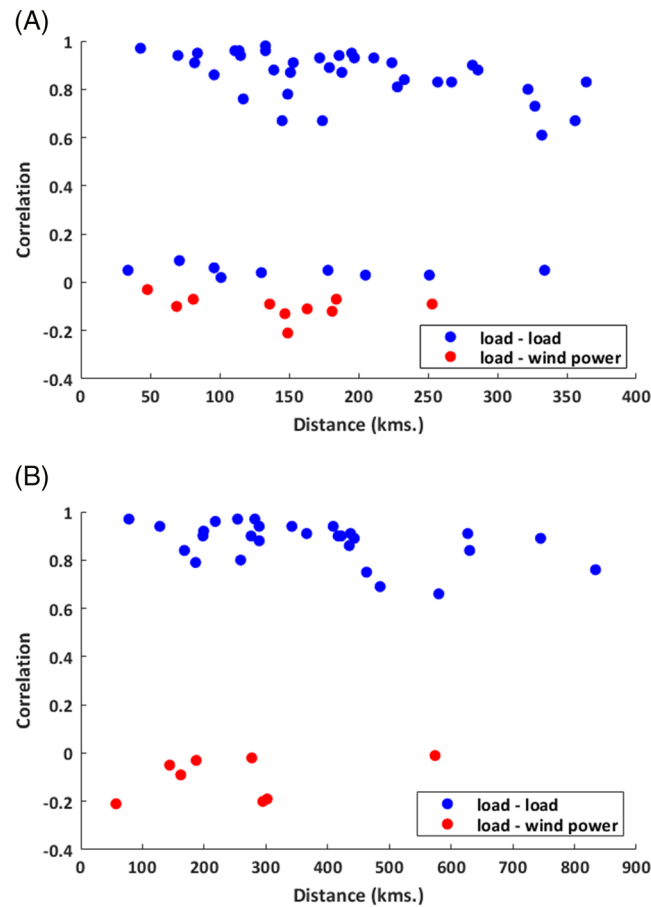 (A)
1
0.8
0.6
0.4
0.2
0
-0.2
-0.4
Correlation
load - load
load - wind power
50 100 150 200 250 300 350 400
Distance (kms.)
(B)
1
0.8
0.6
0.4
0.2
0
-0.2
-0.4
Correlation
load - load
load - wind power
0 100 200 300 400 500 600 700 800 900
Distance (kms.)